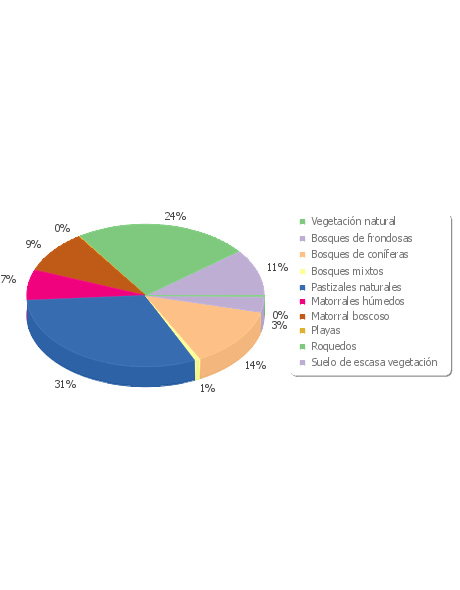 24%
0%
9%
7%
11%
0%
3%
14%
1%
31%
Vegetación natural
Bosques de frondosas
Bosques de coníferas
Bosques mixtos
Pastizales naturales
Matorrales húmedos
Matorral boscoso
Playas
Roquedos
Suelo de escasa vegetación